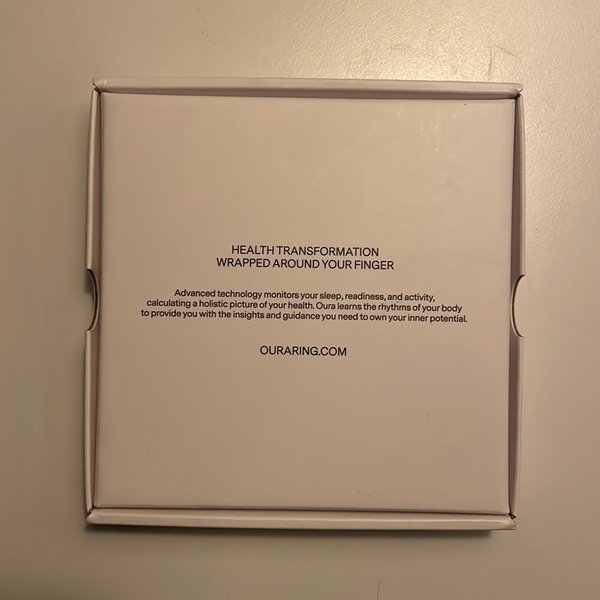 HEALTH TRANSFORMATION
WRAPPED AROUND YOUR FINGER
Advanced technology monitors your sleep, readiness, and activity,
calculating a holistic picture of your health. Oura learns the rhythms of your body
to provide you with the insights and guidance you need to own your inner potential.
OURARING.COM